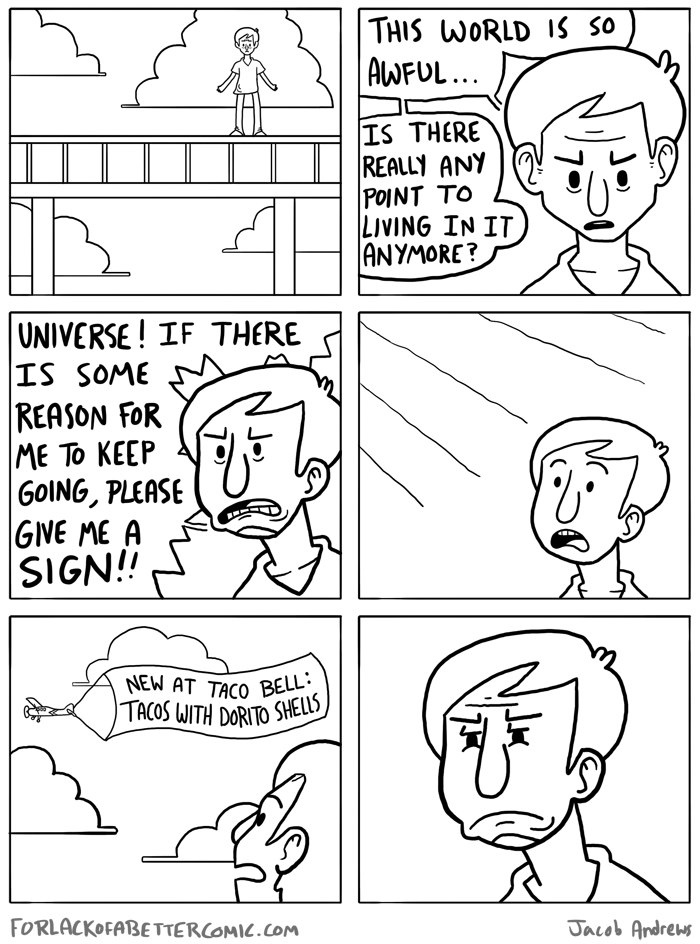 THIS WORLD IS SO
AWFUL...
IS THERE
REALLY ANY
POINT TO
LIVING IN IT
ANYMORE?
UNIVERSE! IF THERE
IS SOME
REASON FOR
ME TO KEEP
GOING, PLEASE
GIVE ME A
SIGN!!
NEW AT TACO BELL:
TACOS WITH DORITO SHELLS
FORLACKOFABETTERCOMIC.COM
Jacob Andrews